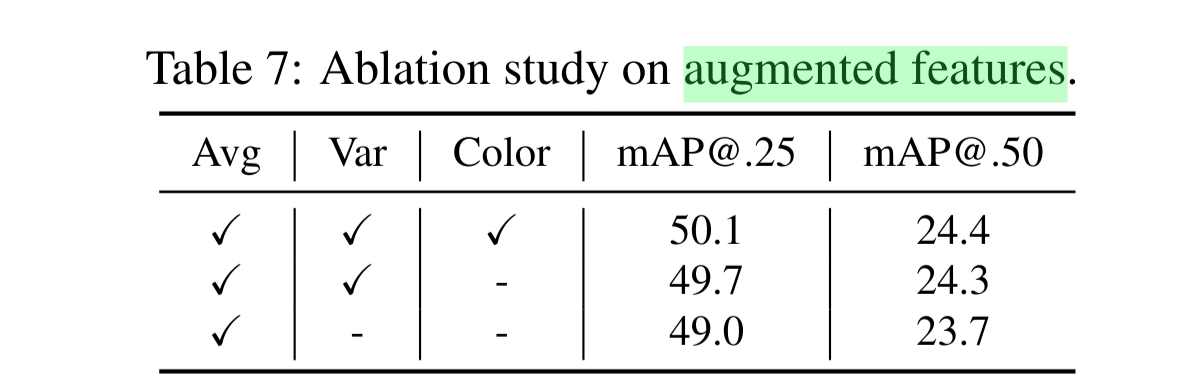 Table 7: Ablation study on augmented features.
Avg | Var | Color | mAP@.25 | mAP@.50
✓ | ✓ | ✓ | 50.1 | 24.4
✓ | ✓ | - | 49.7 | 24.3
✓ | - | - | 49.0 | 23.7